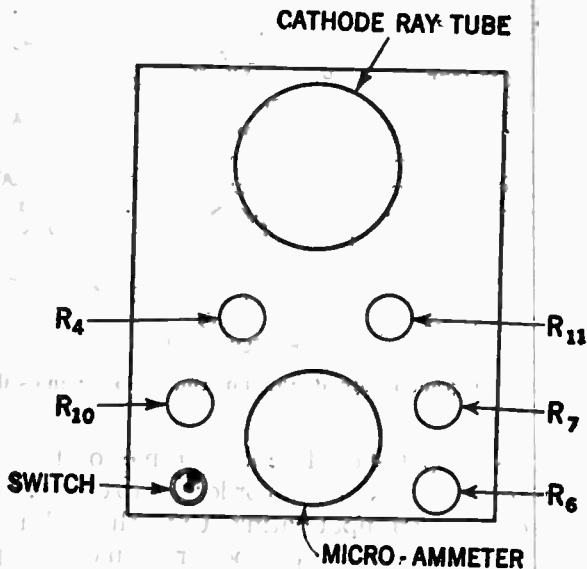 CATHODE RAY TUBE
R4
R11
R10
R7
SWITCH
R6
MICRO-AMMETER